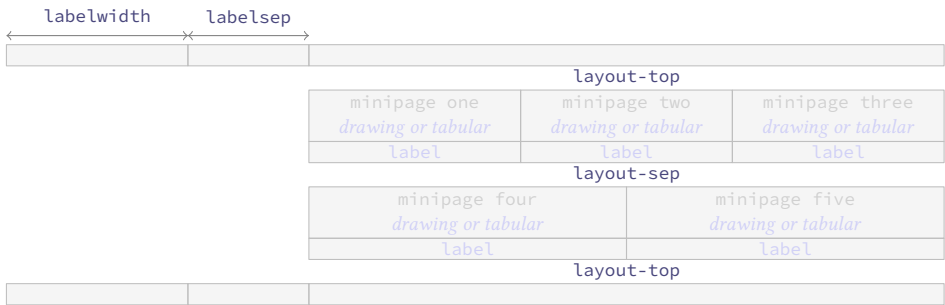 labelwidth labelsep
layout-top
minipage one minipage two minipage three
drawing or tabular drawing or tabular drawing or tabular
label label label
layout-sep
minipage four minipage five
drawing or tabular drawing or tabular
label label
layout-top